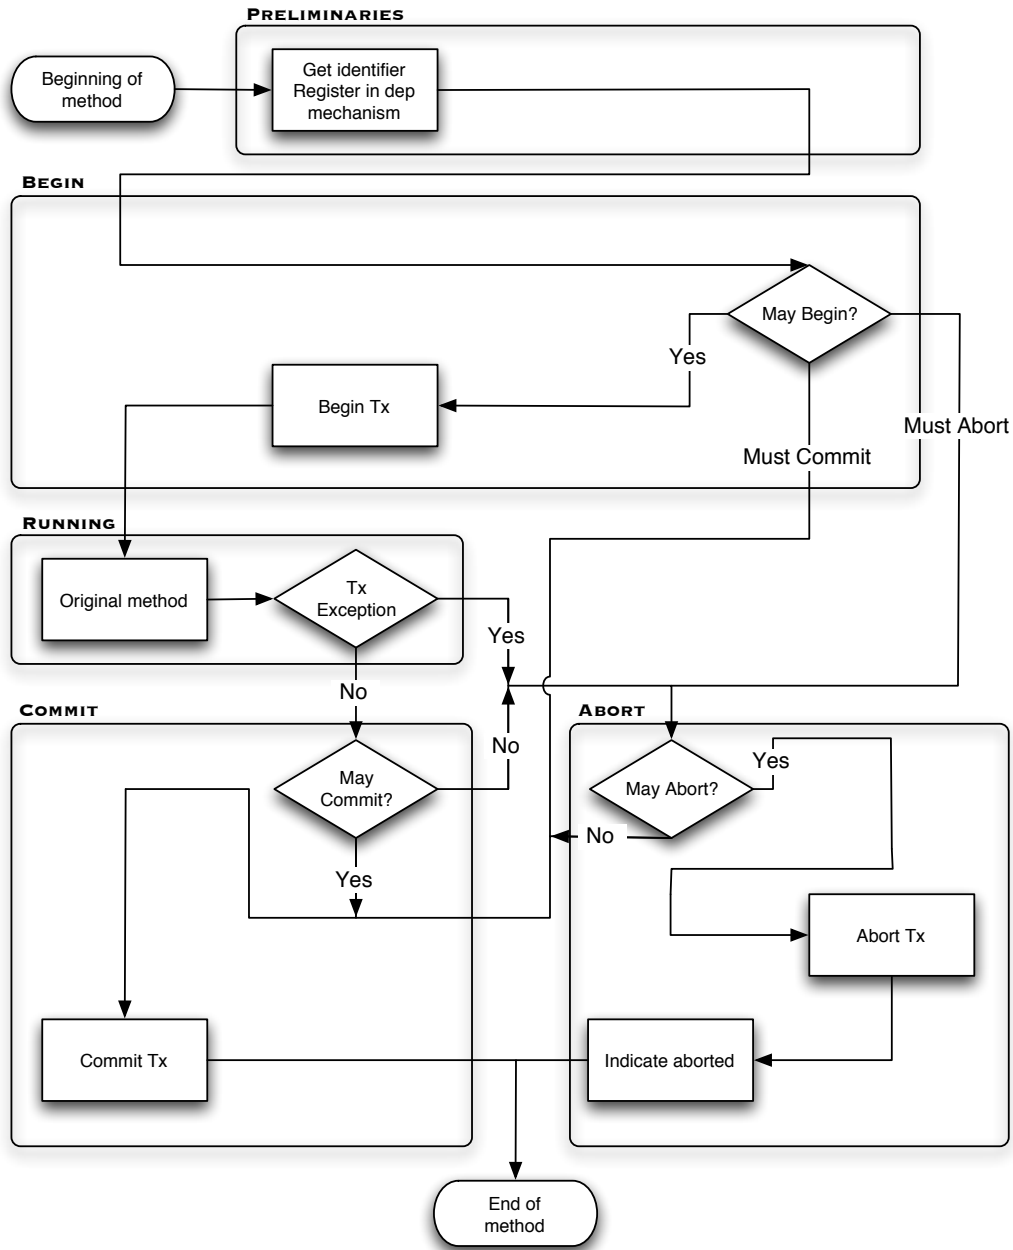 PRELIMINARIES
Beginning of
method
Get identifier
Register in dep
mechanism
BEGIN
May Begin?
Yes
Begin Tx
Must Abort
Must Commit
RUNNING
Original method
Tx
Exception
Yes
No
COMMIT
ABORT
May
Commit?
No
May Abort?
Yes
No
Yes
Abort Tx
Commit Tx
Indicate aborted
End of
method